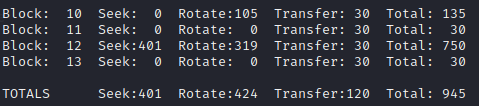 Block:  10  Seek:  0  Rotate:105  Transfer: 30  Total: 135
Block:  11  Seek:  0  Rotate:  0  Transfer: 30  Total:  30
Block:  12  Seek:401  Rotate:319  Transfer: 30  Total: 750
Block:  13  Seek:  0  Rotate:  0  Transfer: 30  Total:  30

TOTALS      Seek:401  Rotate:424  Transfer:120  Total: 945